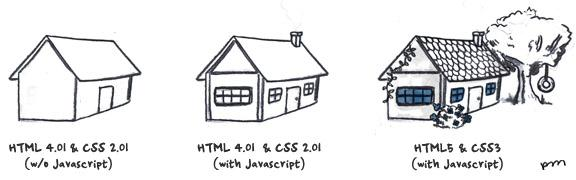 HTML 4.01 & CSS 2.01
(w/o Javascript)
HTML 4.01 & CSS 2.01
(with Javascript)
HTML5 & CSS3
(with Javascript)
pm